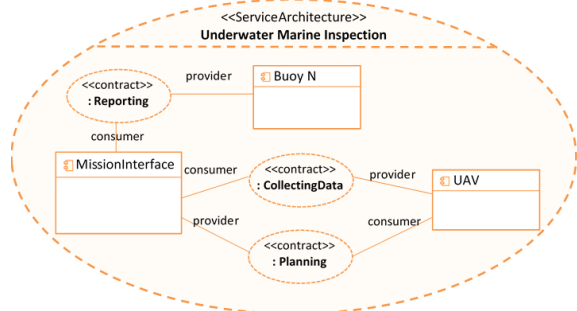 <<ServiceArchitecture>>
Underwater Marine Inspection
provider
Buoy N
<<contract>>
: Reporting
consumer
MissionInterface
consumer
<<contract>>
: CollectingData
provider
UAV
provider
consumer
<<contract>>
: Planning